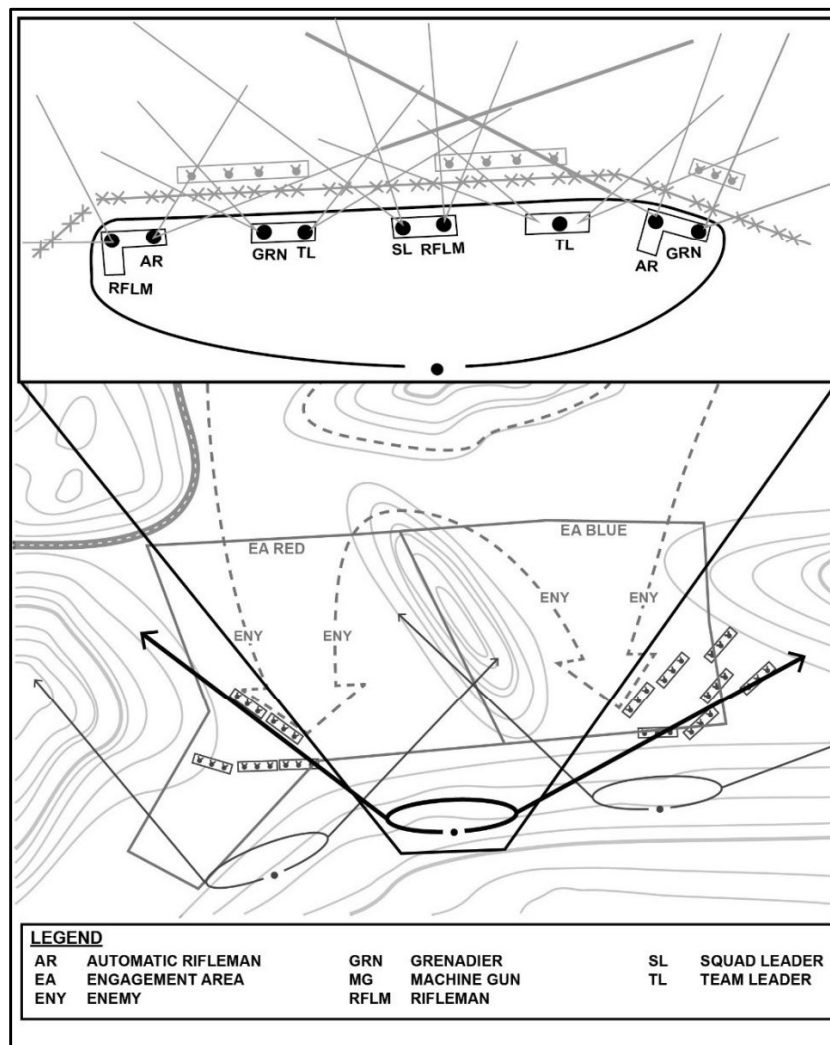 AR
RFLM
GRN TL
SL RFLM
TL
AR
GRN
EA RED
EA BLUE
ENY
ENY
ENY
ENY
LEGEND
AR AUTOMATIC RIFLEMAN
EA ENGAGEMENT AREA
ENY ENEMY
GRN GRENADIER
MG MACHINE GUN
RFLM RIFLEMAN
SL SQUAD LEADER
TL TEAM LEADER